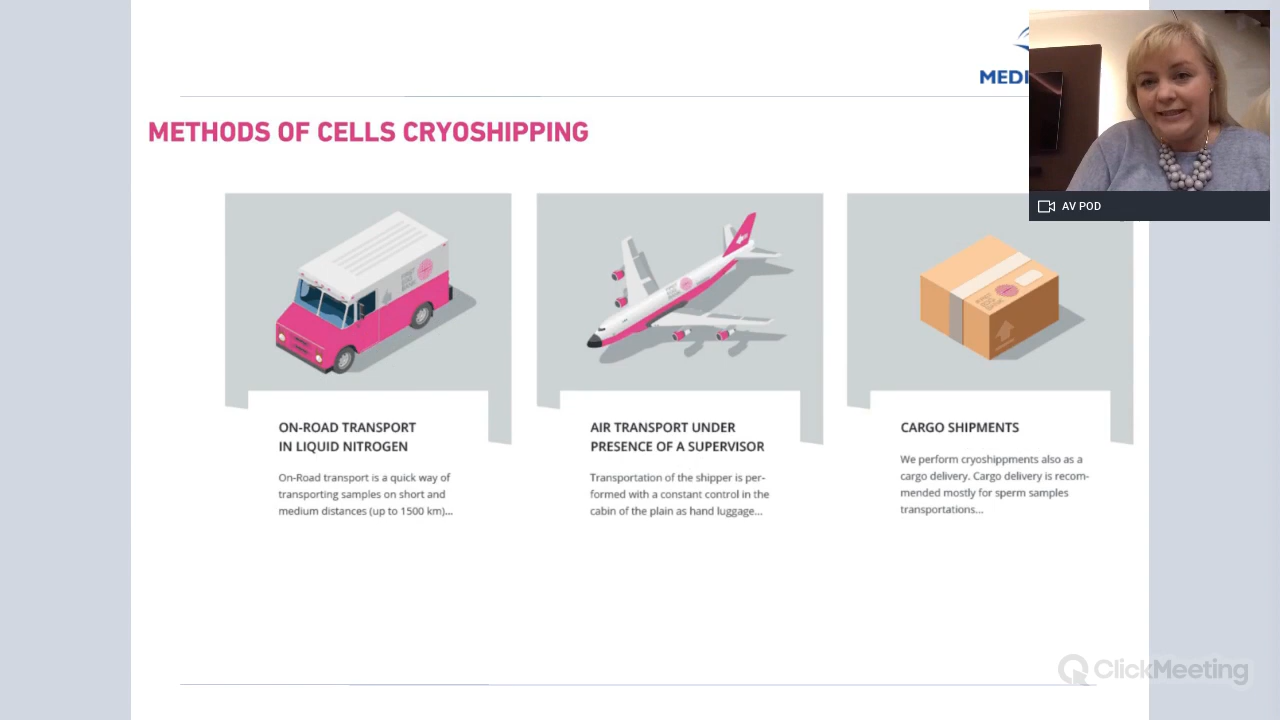 MEDI
AV POD
METHODS OF CELLS CRYOSHIPPING
ON-ROAD TRANSPORT
IN LIQUID NITROGEN
On-Road transport is a quick way of
transporting samples on short and
medium distances (up to 1500 km)...
AIR TRANSPORT UNDER
PRESENCE OF A SUPERVISOR
Transportation of the shipper is per-
formed with a constant control in the
cabin of the plain as hand luggage...
CARGO SHIPMENTS
We perform cryoshippments also as a
cargo delivery. Cargo delivery is recom-
mended mostly for sperm samples
transportations...
ClickMeeting